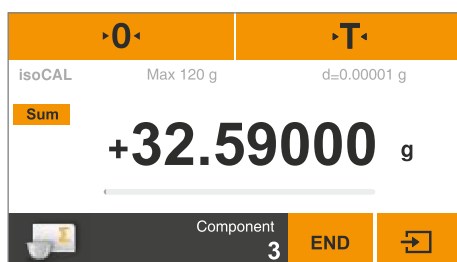 0 T
isoCAL Max 120 g d=0.00001 g
Sum
+32.59000 g
Σ
Component
3
END